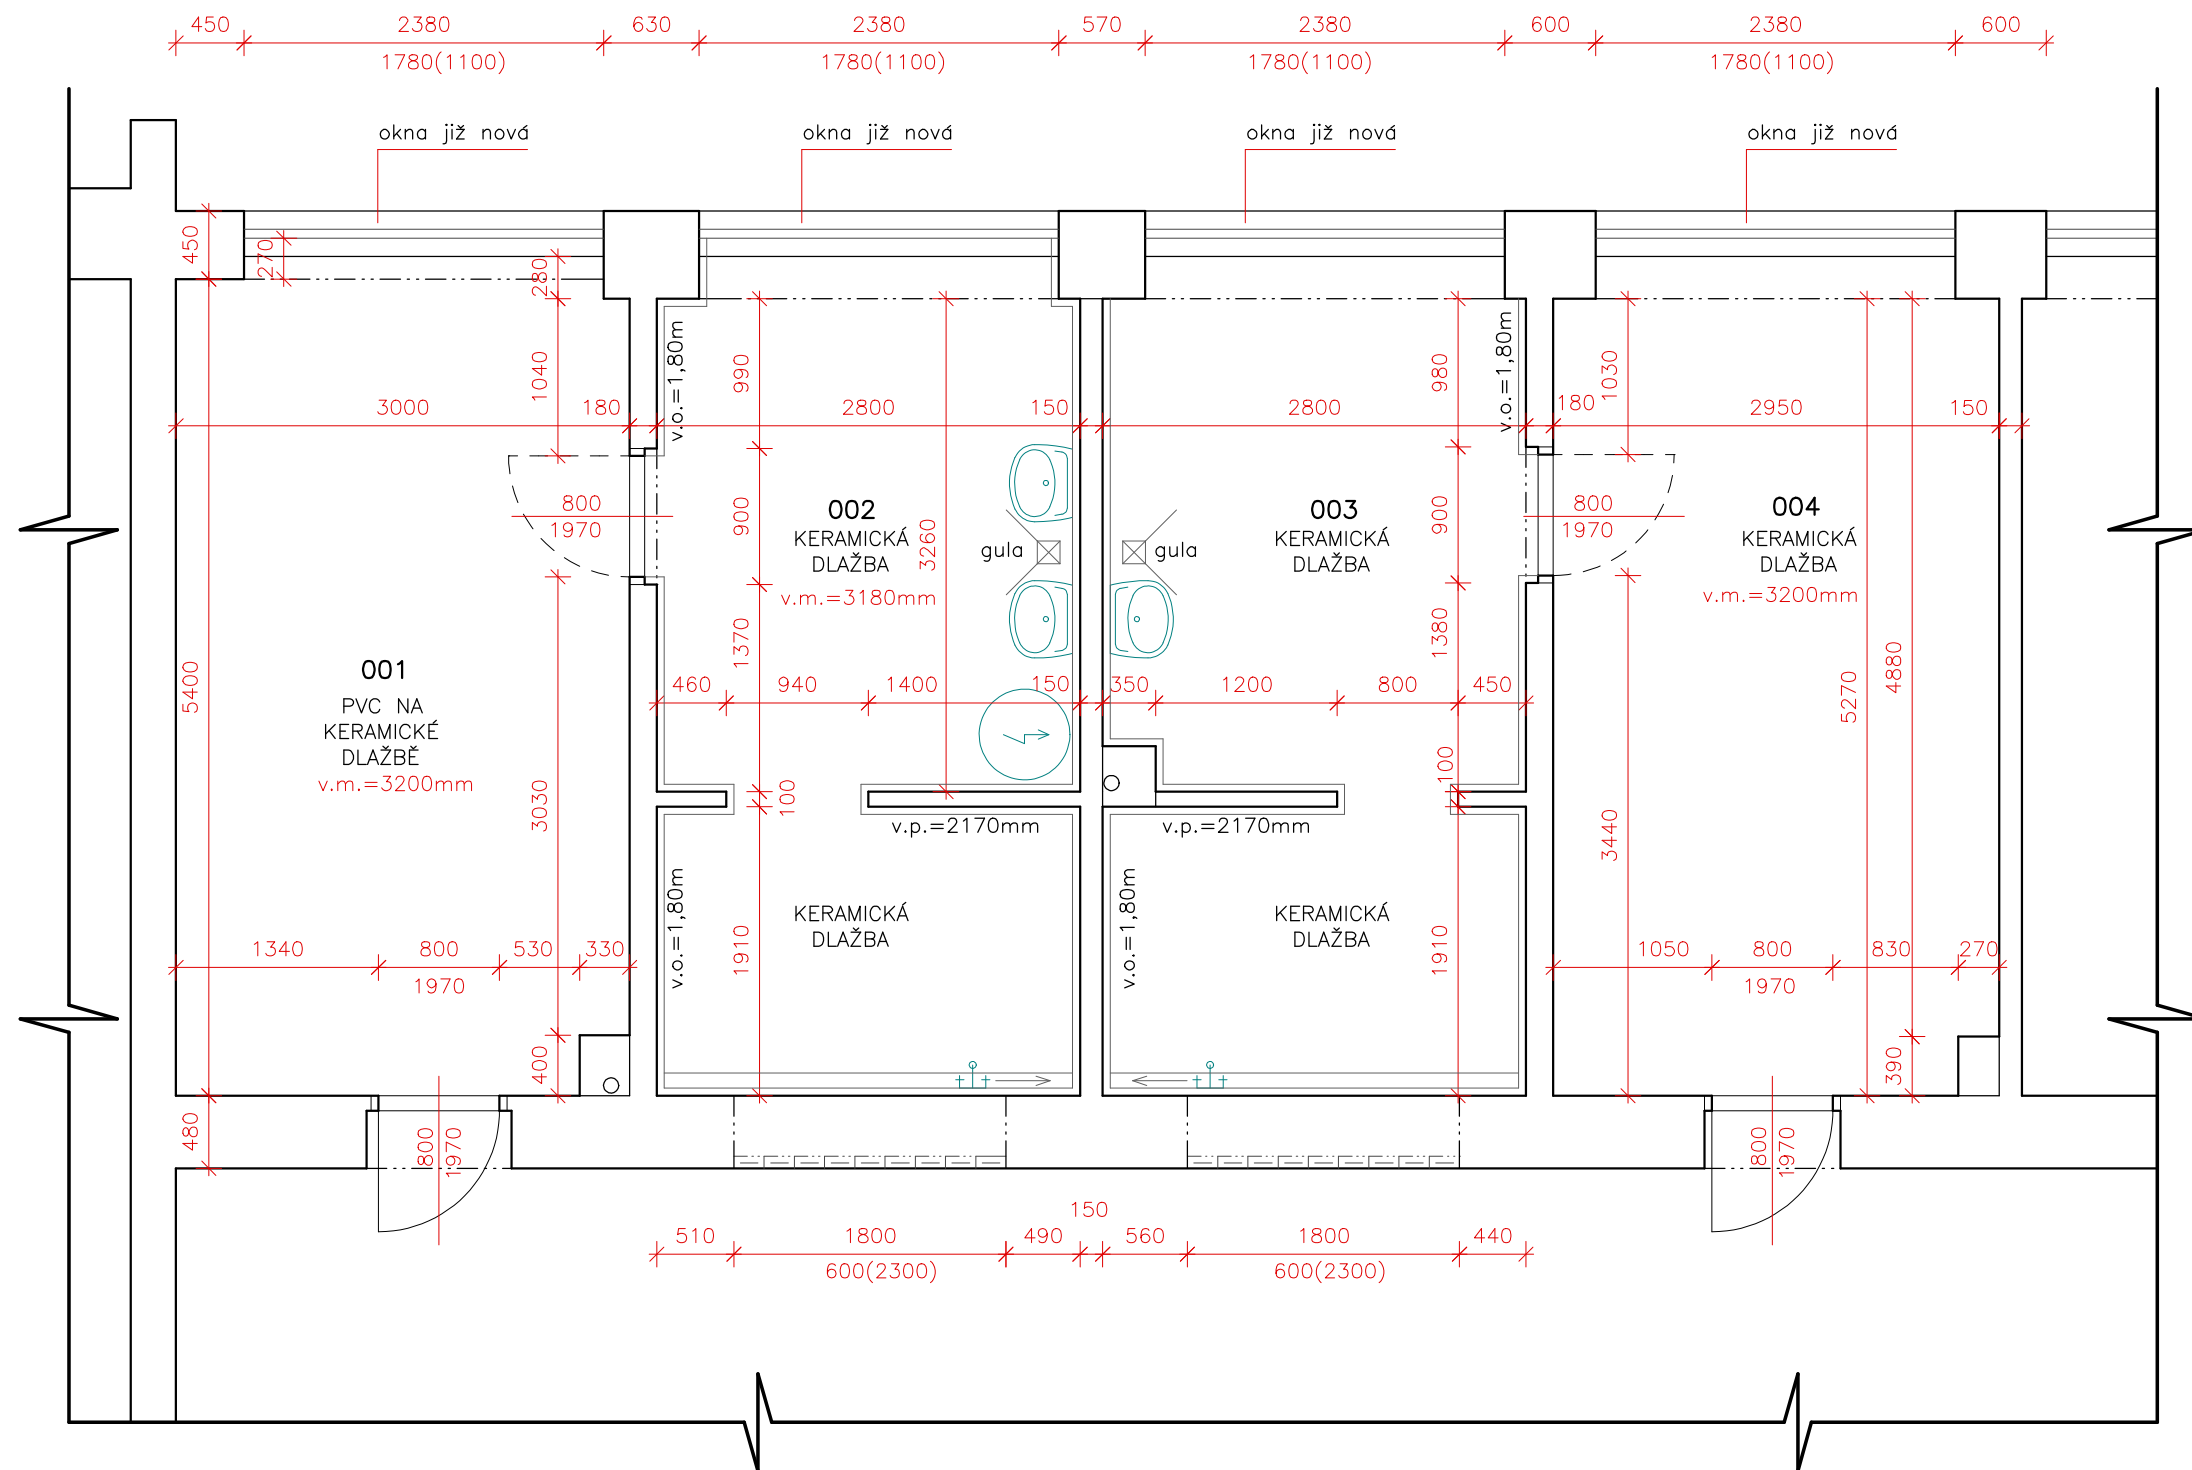 450 2380 630 2380 570 2380 600 2380 600
1780(1100) 1780(1100) 1780(1100) 1780(1100)
okna již nová okna již nová okna již nová okna již nová
450
270
280
1040
v.o.=1,80m
990
980
v.o.=1,80m
1030
3000 180 2800 150 2800 180 2950 150
800
1970
900
002
KERAMICKÁ
DLAŽBA
v.m.=3180mm
3260
gula
gula
003
KERAMICKÁ
DLAŽBA
900
800
1970
004
KERAMICKÁ
DLAŽBA
v.m.=3200mm
5400
001
PVC NA
KERAMICKÉ
DLAŽBĚ
v.m.=3200mm
3030
1370
1380
5270
4880
460 940 1400 150 350 1200 800 450
100
100
v.p.=2170mm v.p.=2170mm
3440
v.o.=1,80m
1910
KERAMICKÁ
DLAŽBA
v.o.=1,80m
KERAMICKÁ
DLAŽBA
1910
1340 800 530 330
1970
1050 800 830 270
1970
400
390
480
800
1970
800
1970
150
510 1800 490 560 1800 440
600(2300) 600(2300)